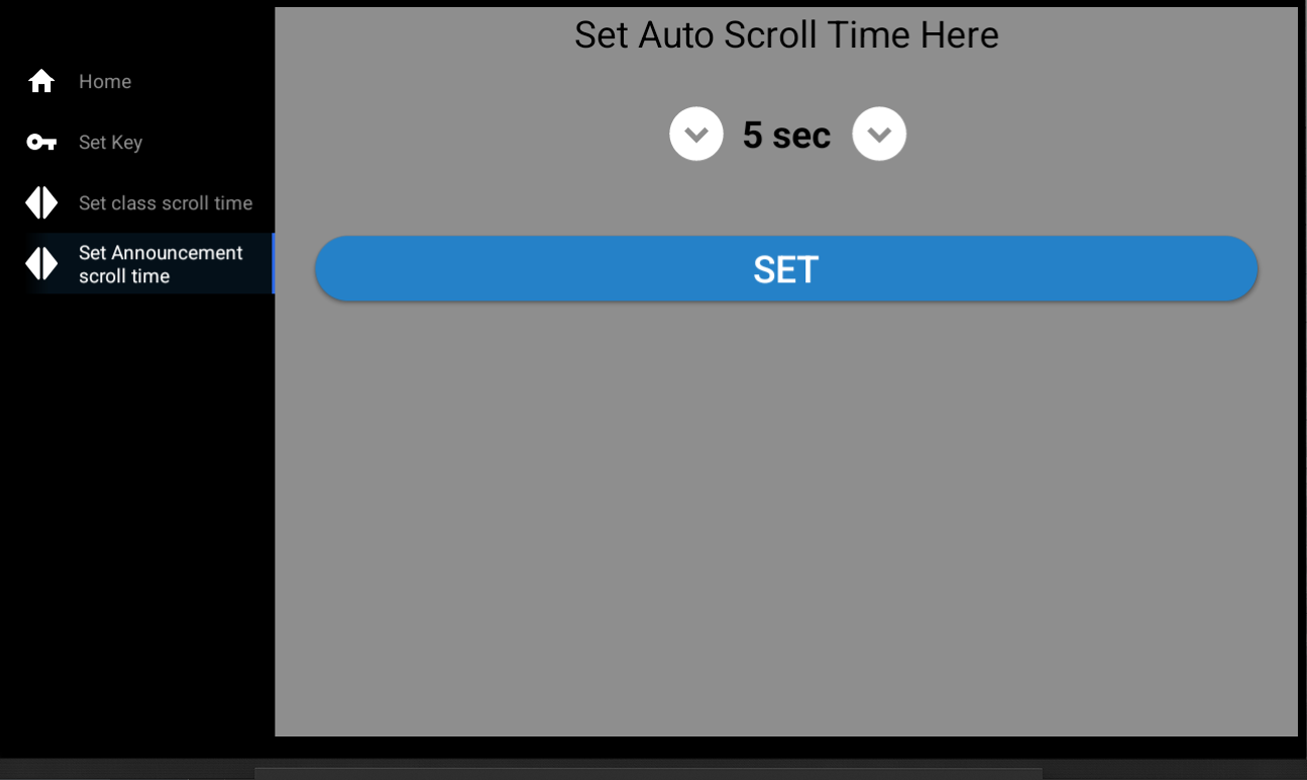 Set Auto Scroll Time Here
Home
Set Key
Set class scroll time
Set Announcement
scroll time
5 sec
SET